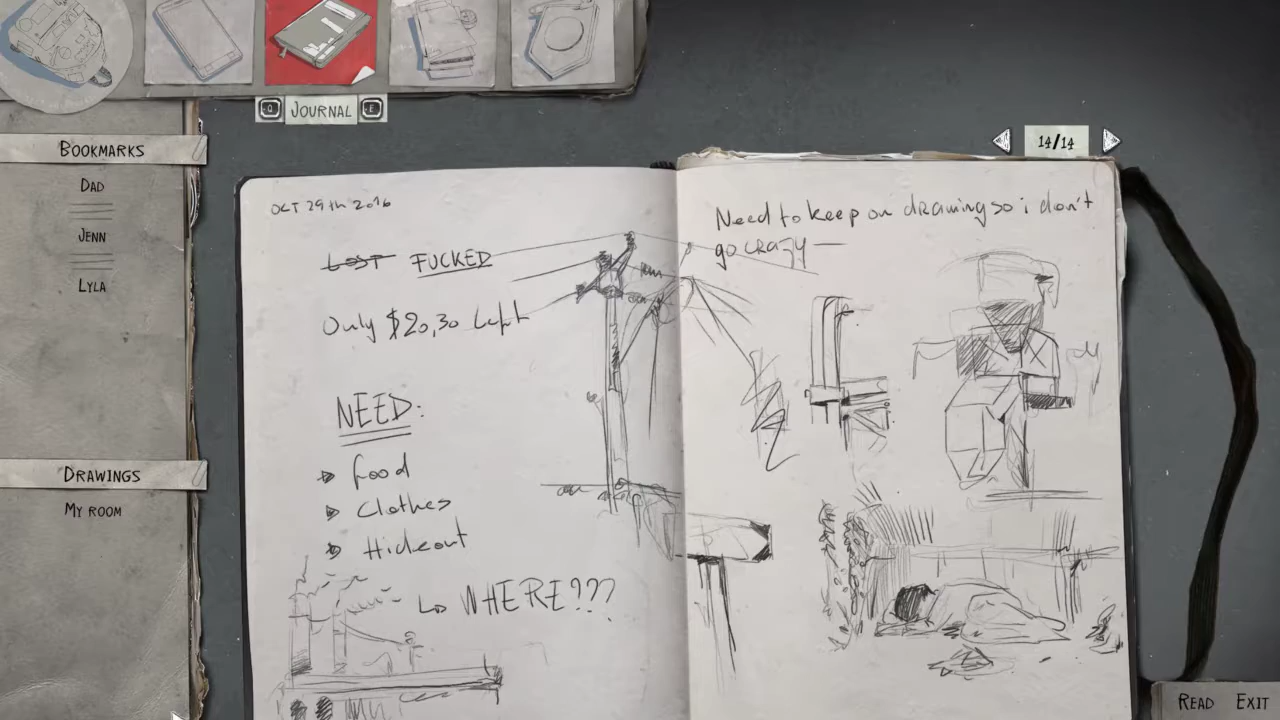 Q JOURNAL E
BOOKMARKS
DAD
JENN
LYLA
DRAWINGS
MY ROOM
14/14
OCT 29th 2016
LOST FUCKED
Only $20,30 Left
NEED:
food
Clothes
Hideout
WHERE???
Need to keep on drawing so i don't
go crazy —
READ EXIT